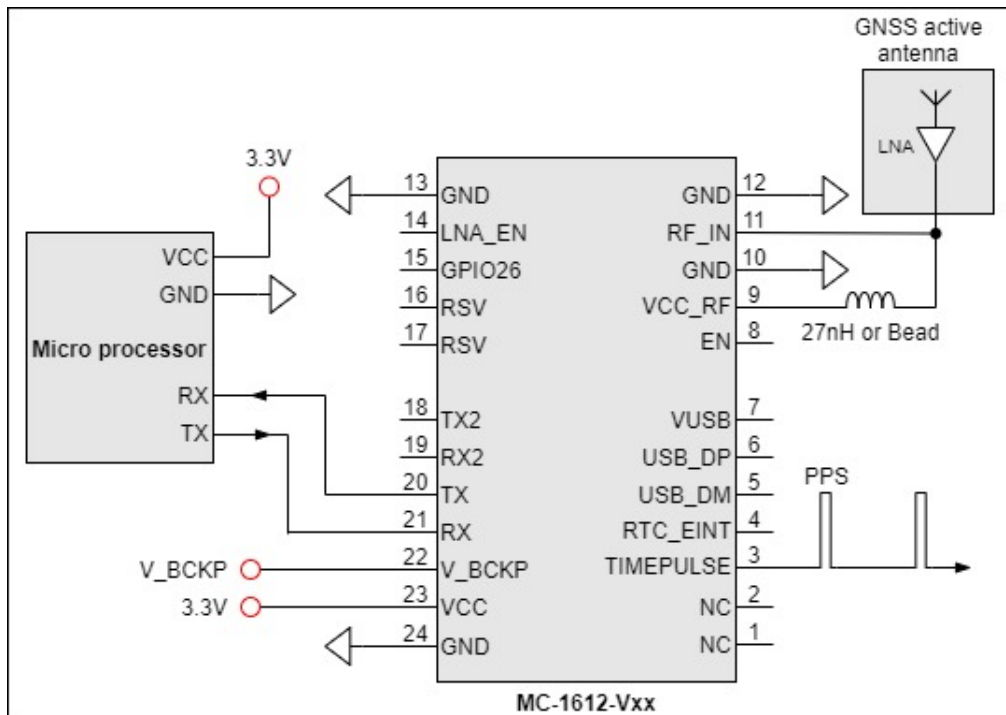 GNSS active
antenna
LNA
3.3V
VCC
GND
Micro processor
RX
TX
13 GND
14 LNA_EN
15 GPIO26
16 RSV
17 RSV
18 TX2
19 RX2
20 TX
21 RX
V_BCKP 22 V_BCKP
3.3V 23 VCC
24 GND
GND 12
RF_IN 11
GND 10
VCC_RF 9
27nH or Bead
EN 8
VUSB 7
USB_DP 6
USB_DM 5
RTC_EINT 4
TIMEPULSE 3
PPS
NC 2
NC 1
MC-1612-Vxx